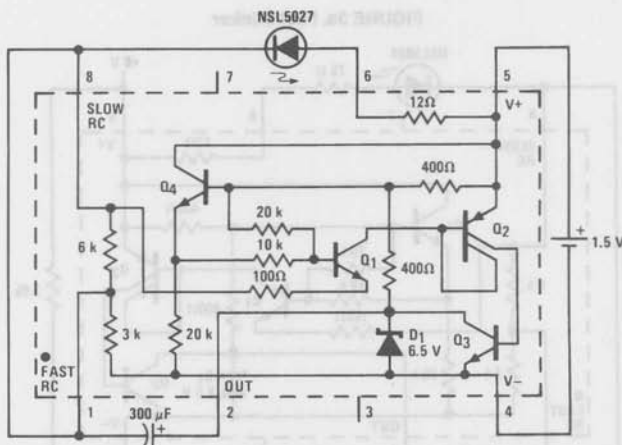 NSL5027
8
7
6
5
SLOW
RC
12Ω
V+
400Ω
Q4
20 k
Q2
1.5 V
+
6 k
10 k
Q1
400Ω
100Ω
3 k
20 k
D1
6.5 V
Q3
FAST
RC
OUT
V-
1
300 μF
+
2
3
4